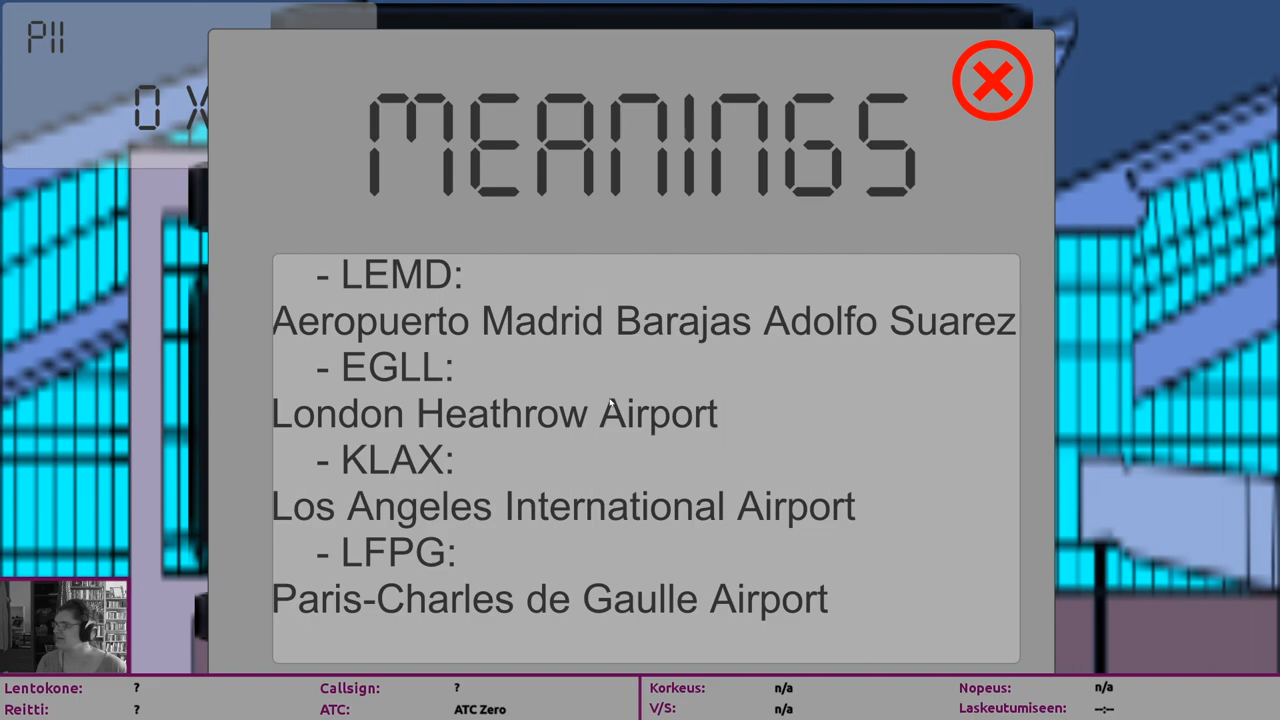 P11
0 X
MEANINGS
- LEMD:
Aeropuerto Madrid Barajas Adolfo Suarez
- EGLL:
London Heathrow Airport
- KLAX:
Los Angeles International Airport
- LFPG:
Paris-Charles de Gaulle Airport
Lentokone: ? Callsign: ? Korkeus: n/a Nopeus: n/a
Reitti: ? ATC: ATC Zero V/S: n/a Laskeutumiseen: --:--